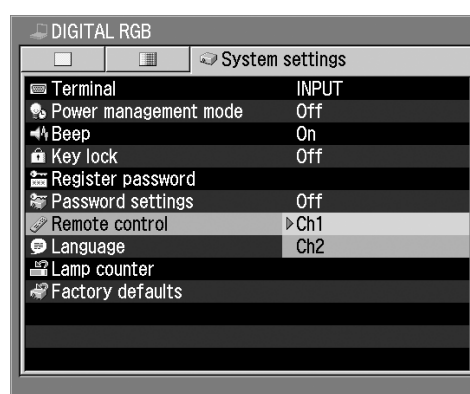 DIGITAL RGB
System settings
Terminal INPUT
Power management mode Off
Beep On
Key lock Off
Register password
Password settings Off
Remote control Ch1
Language Ch2
Lamp counter
Factory defaults